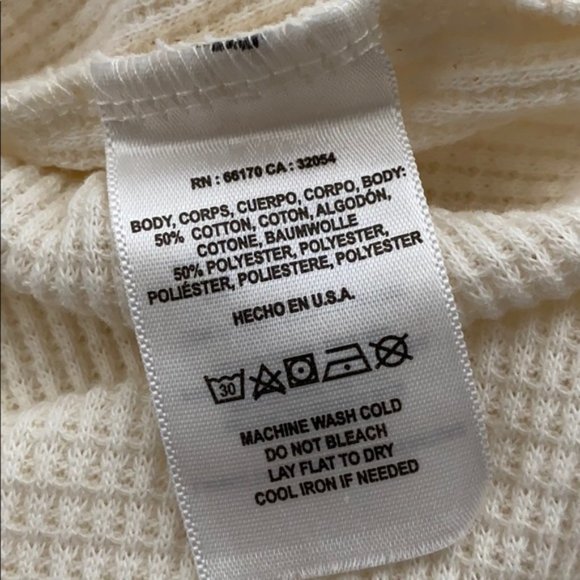 RN : 66170 CA : 32054
BODY, CORPS, CUERPO, CORPO, BODY:
50% COTTON, COTON, ALGODÓN,
COTONE, BAUMWOLLE
50% POLYESTER, POLYESTER,
POLIÉSTER, POLIESTERE, POLYESTER
HECHO EN U.S.A.
30
MACHINE WASH COLD
DO NOT BLEACH
LAY FLAT TO DRY
COOL IRON IF NEEDED